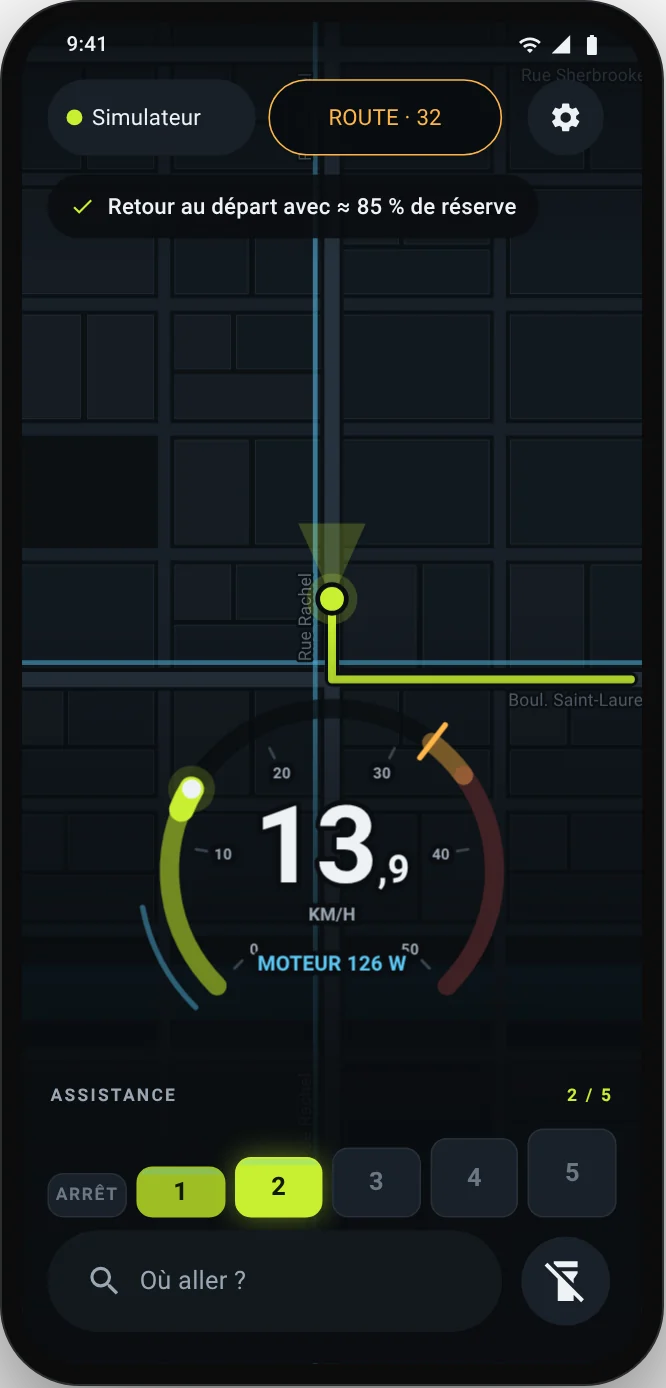 9:41
Rue Sherbrooke
Simulateur
ROUTE · 32
Retour au départ avec ≈ 85 % de réserve
Rue Rachel
Boul. Saint-Laure
20
30
10
13,9
40
KM/H
0
50
MOTEUR 126 W
ASSISTANCE
2 / 5
ARRÊT
1
2
3
4
5
Où aller ?